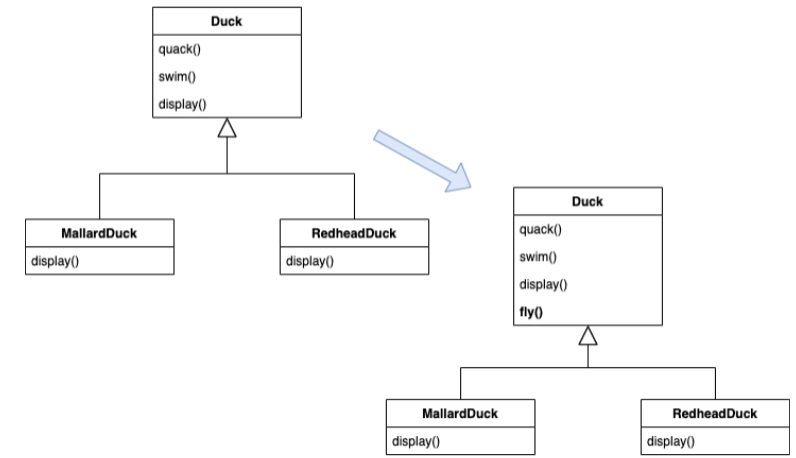 Duck
quack()
swim()
display()
MallardDuck
display()
RedheadDuck
display()
Duck
quack()
swim()
display()
fly()
MallardDuck
display()
RedheadDuck
display()